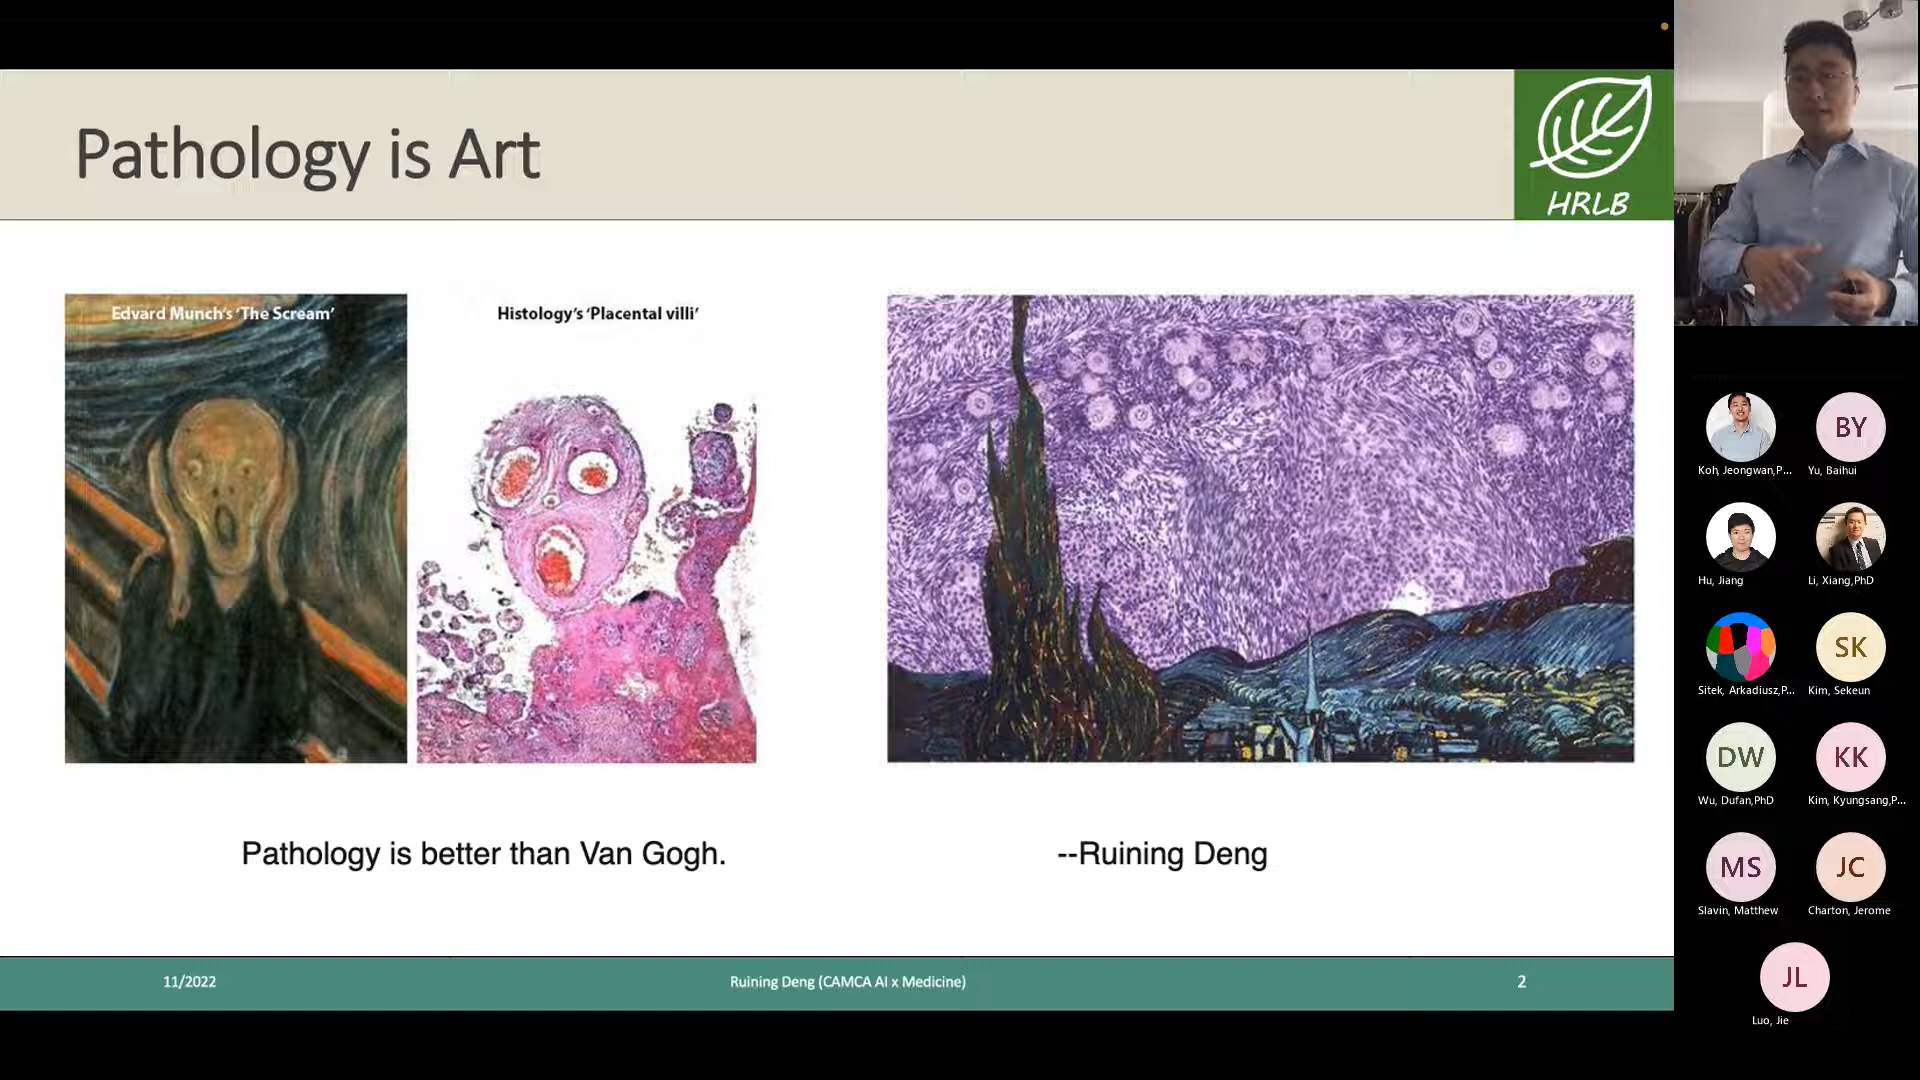 Pathology is Art
HRLB
Edvard Munch's 'The Scream'
Histology's 'Placental villi'
Pathology is better than Van Gogh.
--Ruining Deng
11/2022
Ruining Deng (CAMCA AI x Medicine)
2
BY
Koh, Jeongwan,P...
Yu, Baihui
Hu, Jiang
Li, Xiang,PhD
SK
Sitek, Arkadiusz,P...
Kim, Sekeun
DW
KK
Wu, Dufan,PhD
Kim, Kyungsang,P...
MS
JC
Slavin, Matthew
Charton, Jerome
JL
Luo, Jie